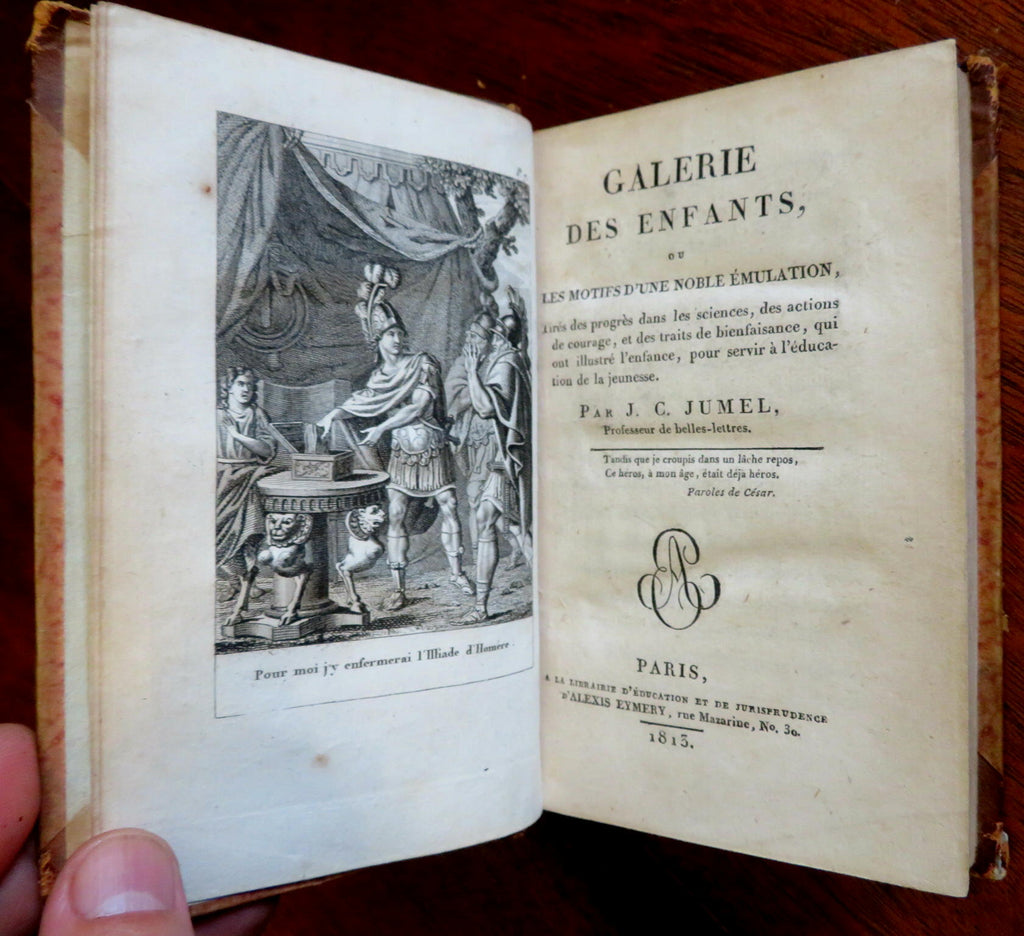 Pour moi j'y enfermerai l'Illiade d'Homére.
GALERIE
DES ENFANTS,
OU
LES MOTIFS D'UNE NOBLE ÉMULATION,
Tirés des progrès dans les sciences, des actions
de courage, et des traits de bienfaisance, qui
ont illustré l'enfance, pour servir à l'éduca-
tion de la jeunesse.
PAR J. C. JUMEL,
Professeur de belles-lettres.
Tandis que je croupis dans un lâche repos,
Ce héros, à mon âge, était déjà héros.
Paroles de César.
PARIS,
A LA LIBRAIRIE D'ÉDUCATION ET DE JURISPRUDENCE
D'ALEXIS EYMERY, rue Mazarine, No. 30.
1813.